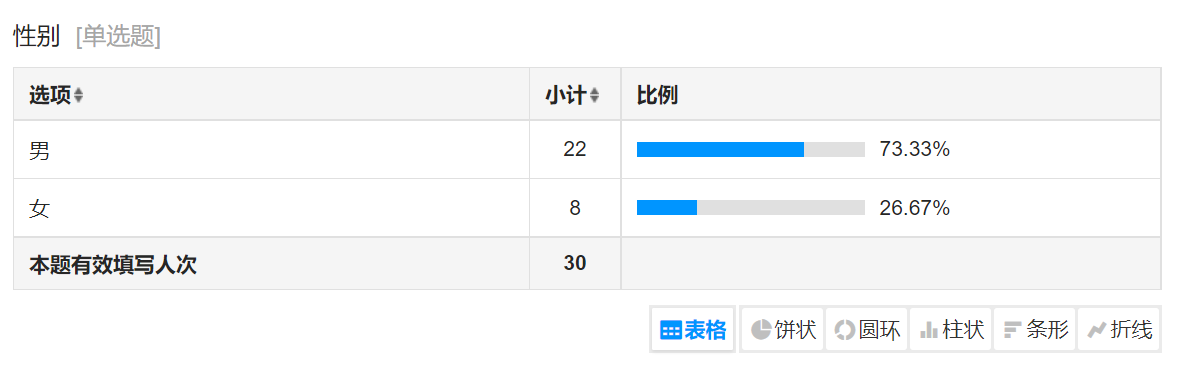 性别 [单选题]
选项 小计 比例
男 22 73.33%
女 8 26.67%
本题有效填写人次 30
表格 饼状 圆环 柱状 条形 折线